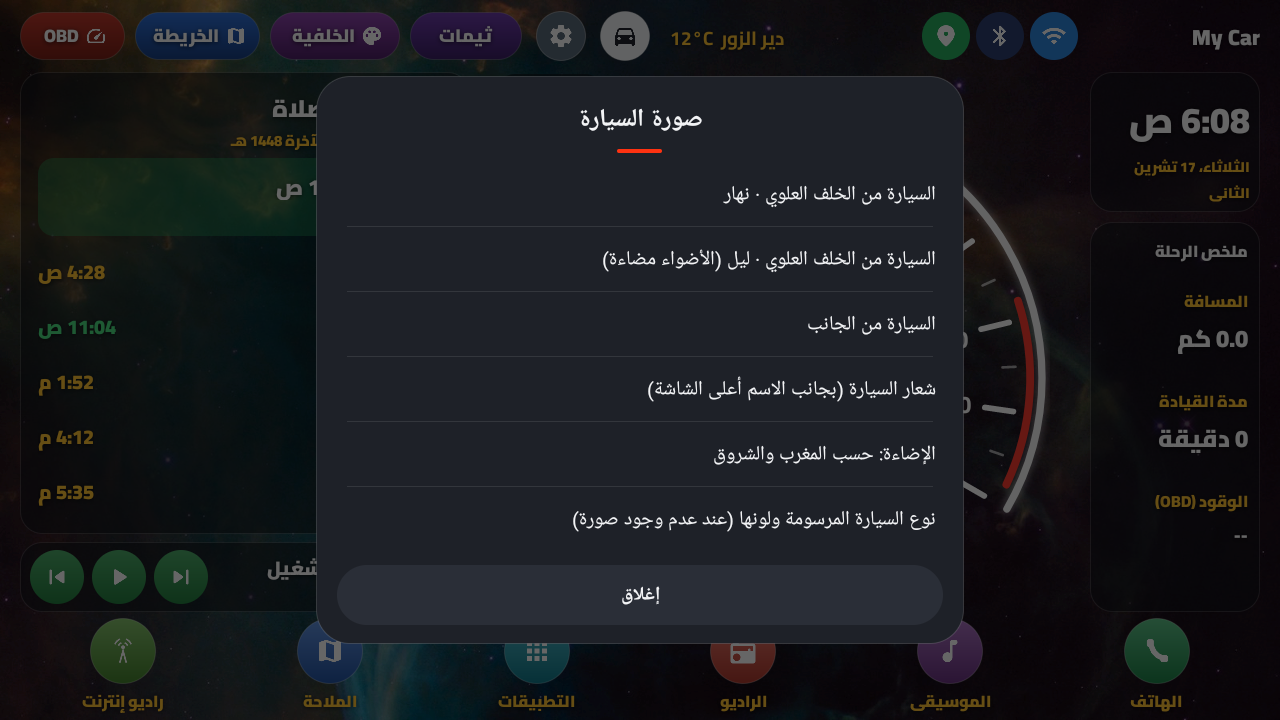 My Car
دير الزور 12°C
ثيمات
الخلفية
الخريطة
OBD
6:08 ص
الثلاثاء، 17 تشرين
الثاني
ملخص الرحلة
المسافة
0.0 كم
مدة القيادة
0 دقيقة
الوقود (OBD)
--
صورة السيارة
السيارة من الخلف العلوي · نهار
السيارة من الخلف العلوي · ليل (الأضواء مضاءة)
السيارة من الجانب
شعار السيارة (بجانب الاسم أعلى الشاشة)
الإضاءة: حسب المغرب والشروق
نوع السيارة المرسومة ولونها (عند عدم وجود صورة)
إغلاق
1448 هـ
4:28 ص
11:04 ص
1:52 م
4:12 م
5:35 م
الهاتف
الموسيقى
الراديو
التطبيقات
الملاحة
راديو إنترنت